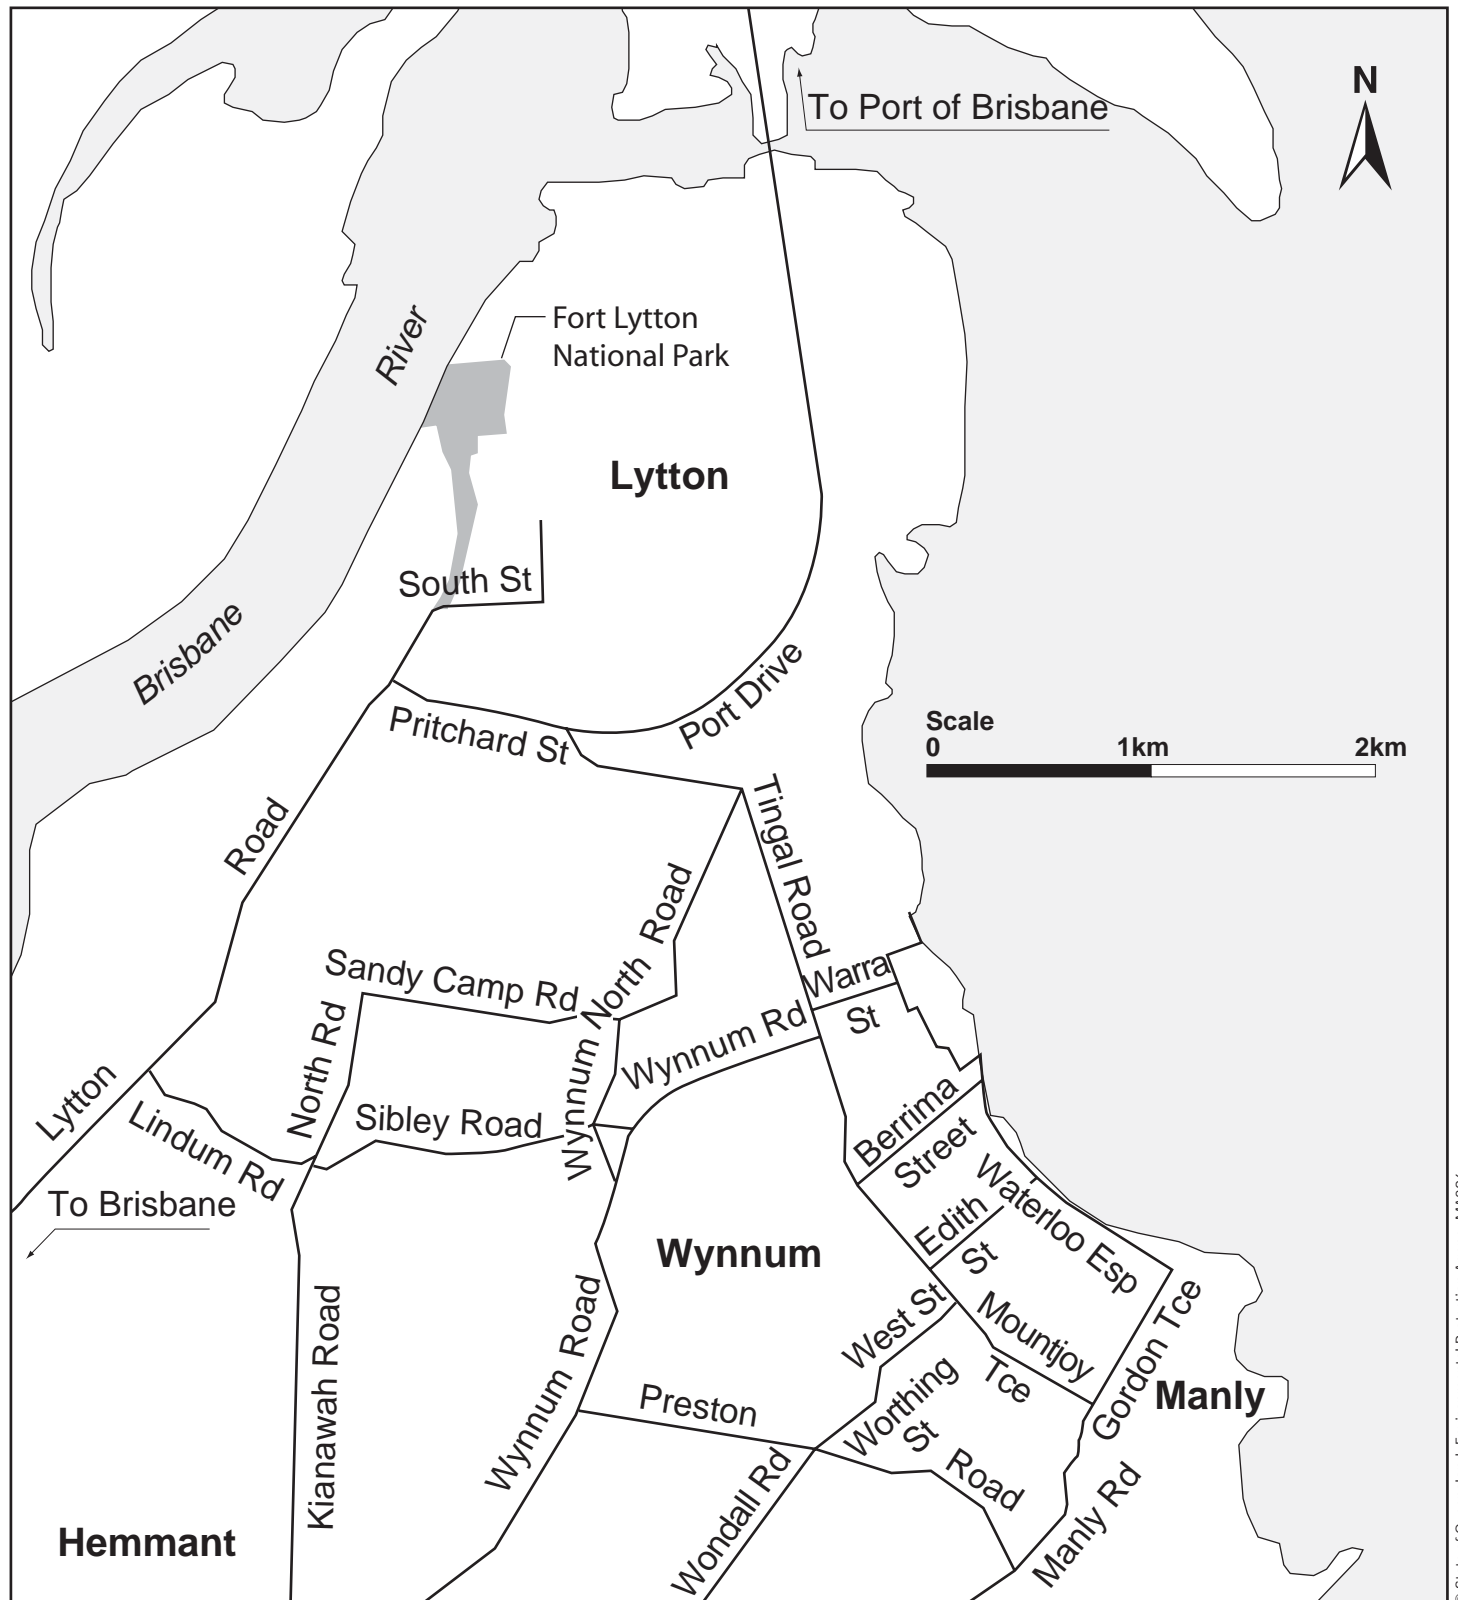 N
To Port of Brisbane
River
Fort Lytton
National Park
Lytton
South St
Brisbane
Port Drive
Pritchard St
Scale
0 1km 2km
Road
Tingal Road
Wynnum North Road
Sandy Camp Rd
North Rd
Warra
St
Wynnum Rd
Lytton
Lindum Rd
Sibley Road
Berrima
Street
To Brisbane
Edith
St
Waterloo Esp
Wynnum
West St
Mountjoy
Tce
Gordon Tce
Manly
Kianawah Road
Wynnum Road
Preston
Worthing
St
Road
Wondall Rd
Manly Rd
Hemmant